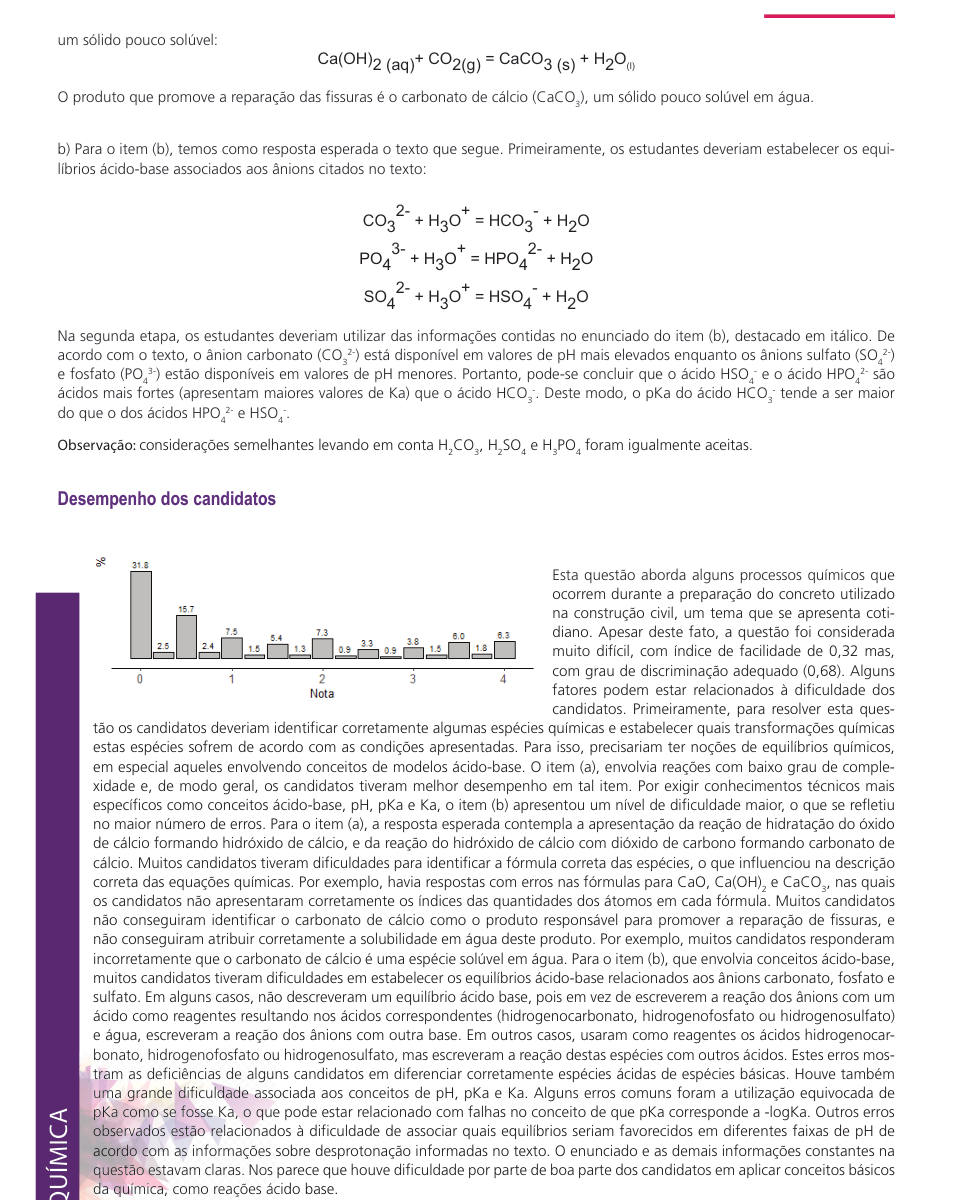 um sólido pouco solúvel:
Ca(OH)2 (aq)+ CO2(g) = CaCO3 (s) + H2O(l)
O produto que promove a reparação das fissuras é o carbonato de cálcio (CaCO3), um sólido pouco solúvel em água.
b) Para o item (b), temos como resposta esperada o texto que segue. Primeiramente, os estudantes deveriam estabelecer os equi-
líbrios ácido-base associados aos ânions citados no texto:
CO3 2- + H3O+ = HCO3- + H2O
PO4 3- + H3O+ = HPO4 2- + H2O
SO4 2- + H3O+ = HSO4- + H2O
Na segunda etapa, os estudantes deveriam utilizar das informações contidas no enunciado do item (b), destacado em itálico. De
acordo com o texto, o ânion carbonato (CO3 2-) está disponível em valores de pH mais elevados enquanto os ânions sulfato (SO4 2-)
e fosfato (PO4 3-) estão disponíveis em valores de pH menores. Portanto, pode-se concluir que o ácido HSO4- e o ácido HPO4 2- são
ácidos mais fortes (apresentam maiores valores de Ka) que o ácido HCO3-. Deste modo, o pKa do ácido HCO3- tende a ser maior
do que o dos ácidos HPO4 2- e HSO4-.
Observação: considerações semelhantes levando em conta H2CO3, H2SO4 e H3PO4 foram igualmente aceitas.
Desempenho dos candidatos
%
31.8 2.5 15.7 2.4 7.5 1.5 5.4 1.3 7.3 0.9 3.3 0.9 3.8 1.5 6.0 1.8 6.3
0 1 2 3 4
Nota
Esta questão aborda alguns processos químicos que
ocorrem durante a preparação do concreto utilizado
na construção civil, um tema que se apresenta coti-
diano. Apesar deste fato, a questão foi considerada
muito difícil, com índice de facilidade de 0,32 mas,
com grau de discriminação adequado (0,68). Alguns
fatores podem estar relacionados à dificuldade dos
candidatos. Primeiramente, para resolver esta ques-
tão os candidatos deveriam identificar corretamente algumas espécies químicas e estabelecer quais transformações químicas
estas espécies sofrem de acordo com as condições apresentadas. Para isso, precisariam ter noções de equilíbrios químicos,
em especial aqueles envolvendo conceitos de modelos ácido-base. O item (a), envolvia reações com baixo grau de comple-
xidade e, de modo geral, os candidatos tiveram melhor desempenho em tal item. Por exigir conhecimentos técnicos mais
específicos como conceitos ácido-base, pH, pKa e Ka, o item (b) apresentou um nível de dificuldade maior, o que se refletiu
no maior número de erros. Para o item (a), a resposta esperada contempla a apresentação da reação de hidratação do óxido
de cálcio formando hidróxido de cálcio, e da reação do hidróxido de cálcio com dióxido de carbono formando carbonato de
cálcio. Muitos candidatos tiveram dificuldades para identificar a fórmula correta das espécies, o que influenciou na descrição
correta das equações químicas. Por exemplo, havia respostas com erros nas fórmulas para CaO, Ca(OH)2 e CaCO3, nas quais
os candidatos não apresentaram corretamente os índices das quantidades dos átomos em cada fórmula. Muitos candidatos
não conseguiram identificar o carbonato de cálcio como o produto responsável para promover a reparação de fissuras, e
não conseguiram atribuir corretamente a solubilidade em água deste produto. Por exemplo, muitos candidatos responderam
incorretamente que o carbonato de cálcio é uma espécie solúvel em água. Para o item (b), que envolvia conceitos ácido-base,
muitos candidatos tiveram dificuldades em estabelecer os equilíbrios ácido-base relacionados aos ânions carbonato, fosfato e
sulfato. Em alguns casos, não descreveram um equilíbrio ácido base, pois em vez de escreverem a reação dos ânions com um
ácido como reagentes resultando nos ácidos correspondentes (hidrogenocarbonato, hidrogenofosfato ou hidrogenosulfato)
e água, escreveram a reação dos ânions com outra base. Em outros casos, usaram como reagentes os ácidos hidrogenocar-
bonato, hidrogenofosfato ou hidrogenosulfato, mas escreveram a reação destas espécies com outros ácidos. Estes erros mos-
tram as deficiências de alguns candidatos em diferenciar corretamente espécies ácidas de espécies básicas. Houve também
uma grande dificuldade associada aos conceitos de pH, pKa e Ka. Alguns erros comuns foram a utilização equivocada de
pKa como se fosse Ka, o que pode estar relacionado com falhas no conceito de que pKa corresponde a -logKa. Outros erros
observados estão relacionados à dificuldade de associar quais equilíbrios seriam favorecidos em diferentes faixas de pH de
acordo com as informações sobre desprotonação informadas no texto. O enunciado e as demais informações constantes na
questão estavam claras. Nos parece que houve dificuldade por parte de boa parte dos candidatos em aplicar conceitos básicos
da química, como reações ácido base.
QUÍMICA